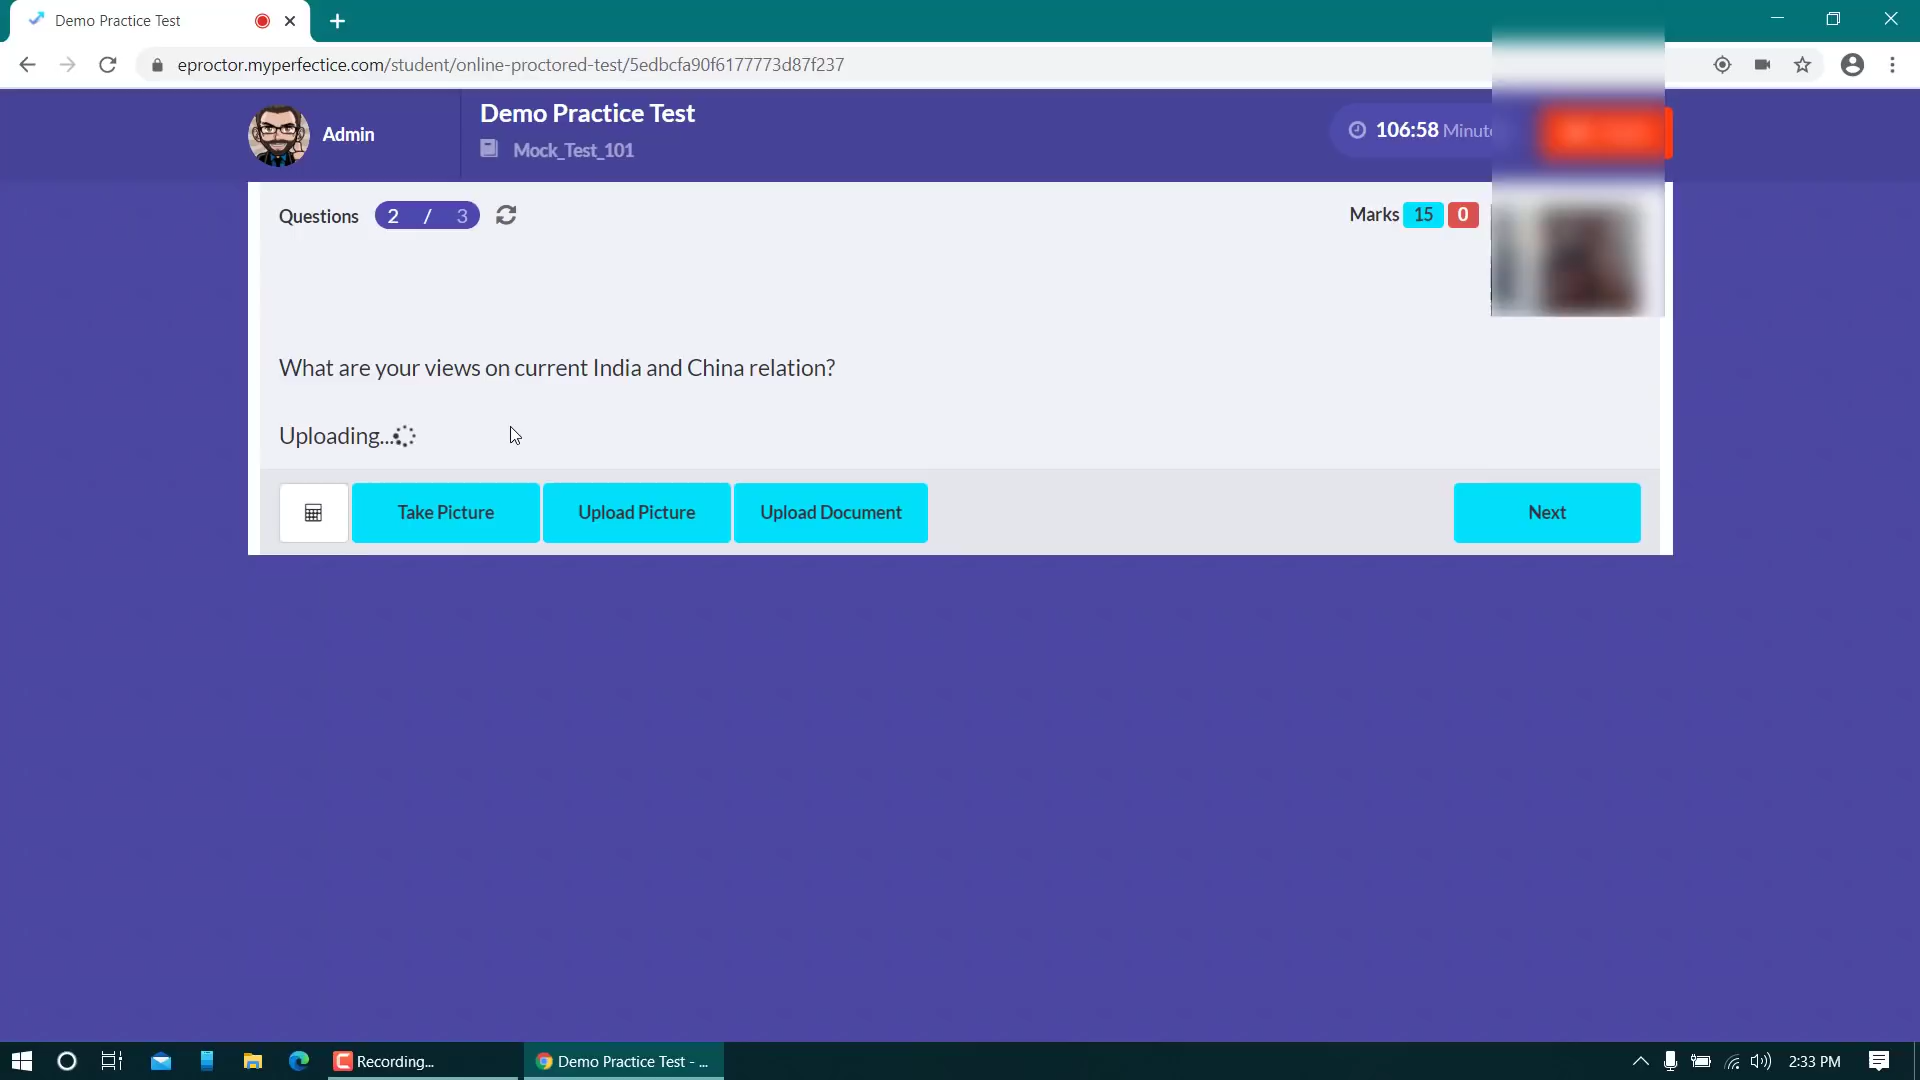 Demo Practice Test
eproctor.myperfectice.com/student/online-proctored-test/5edbcfa90f6177773d87f237
Admin
Demo Practice Test
Mock_Test_101
106:58
Questions 2 / 3
Marks 15 0
What are your views on current India and China relation?
Uploading...
Take Picture
Upload Picture
Upload Document
Next
Recording...
Demo Practice Test - ...
2:33 PM